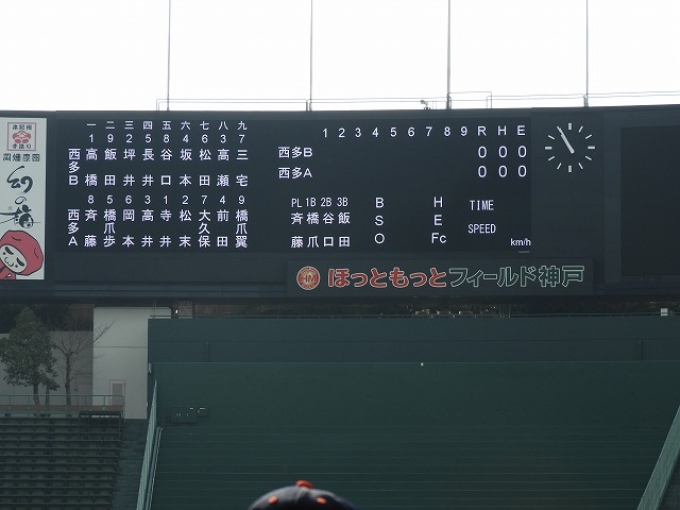 一 二 三 四 五 六 七 八 九
1 9 2 5 8 4 6 3 7
西多B 高橋 飯田 坪井 長井 谷口 坂本 松田 高瀬 三宅
8 5 6 3 1 2 7 4 9
西多A 斉藤 橋爪歩 岡本 高井 寺井 松末 大久保 前田 橋爪翼
1 2 3 4 5 6 7 8 9 R H E
西多B 0 0 0
西多A 0 0 0
PL 1B 2B 3B
斉藤 橋爪 谷口 飯田
B
S
O
H
E
Fc
TIME
SPEED
km/h
HM ほっともっとフィールド神戸
幻の梅